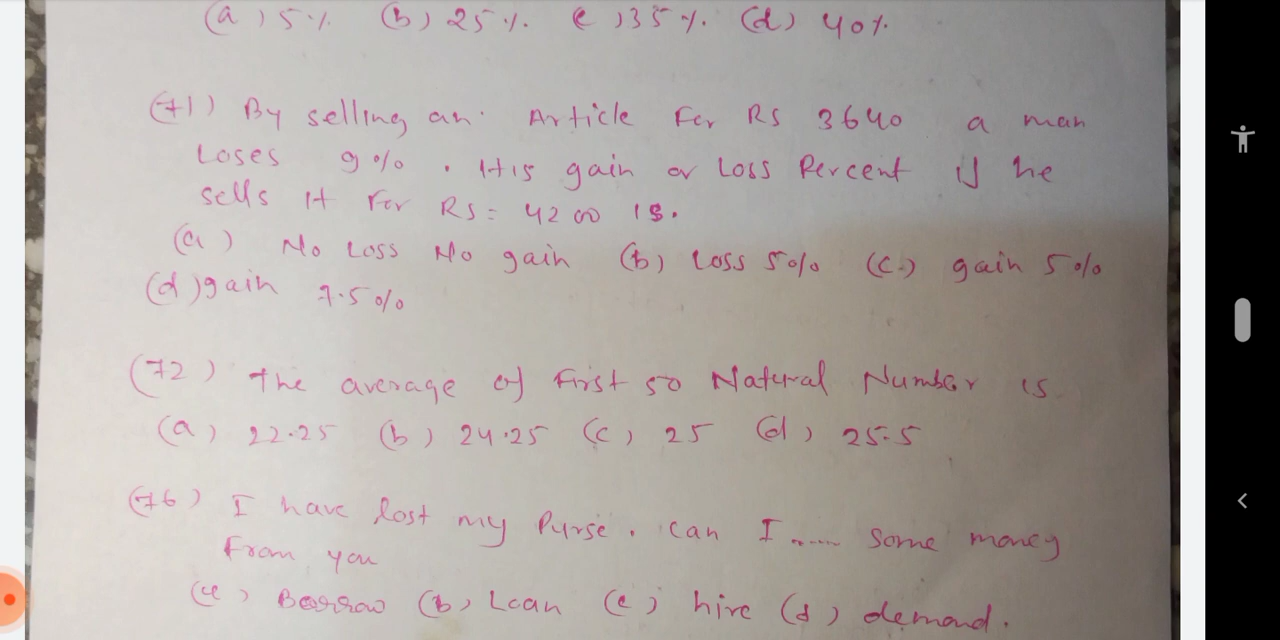 (a) 5%. (b) 25%. c) 35%. (d) 40%.
(71) By selling an Article For RS 3640 a man
Loses 9%. His gain or Loss Percent if he
sells It For RS = 4200 is.
(a) No Loss No gain (b) Loss 5% (c) gain 5%
(d) gain 7.5%
(72) The average of First 50 Natural Number is
(a) 22.25 (b) 24.25 (c) 25 (d) 25.5
(76) I have lost my Purse. can I ..... some money
From you
(a) Borrow (b) Loan (c) hire (d) demand.